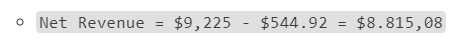 Net Revenue = $9,225 - $544.92 = $8.815,08